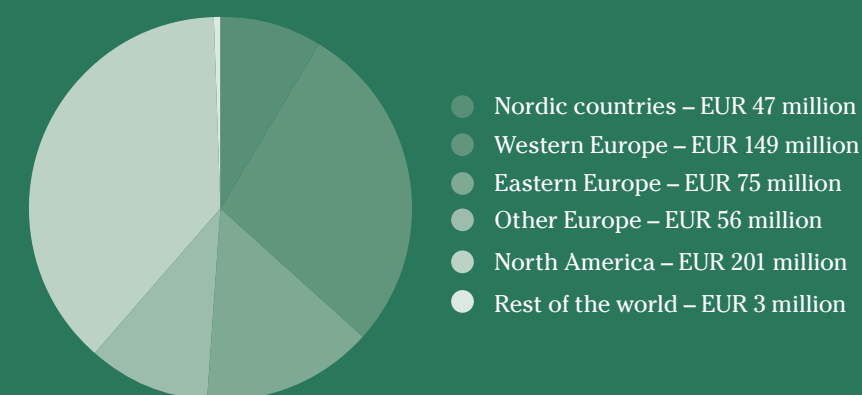 Nordic countries – EUR 47 million
Western Europe – EUR 149 million
Eastern Europe – EUR 75 million
Other Europe – EUR 56 million
North America – EUR 201 million
Rest of the world – EUR 3 million